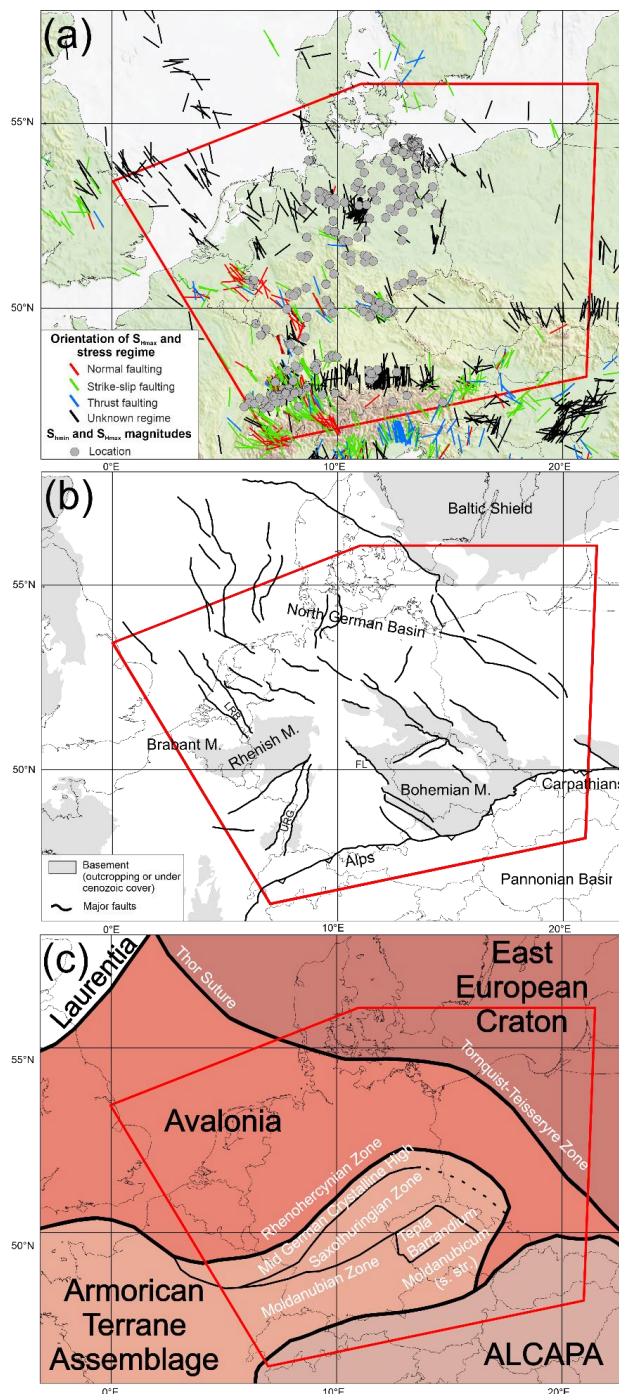 (a)
55°N
50°N
Orientation of SHmax and
stress regime
Normal faulting
Strike-slip faulting
Thrust faulting
Unknown regime
Shmin and SHmax magnitudes
Location
0°E
10°E
20°E
(b)
Baltic Shield
55°N
North German Basin
LRB
Brabant M.
Rhenish M.
50°N
FL
Bohemian M.
Carpathians
URG
Alps
Basement
(outcropping or under
cenozoic cover)
Major faults
Pannonian Basin
0°E
10°E
20°E
(c)
Laurentia
Thor Suture
East
European
Craton
55°N
Tornquist-Teisseryre Zone
Avalonia
Rhenohercynian Zone
Mid German Crystalline High
Saxothuringian Zone
50°N
Tepla
Barrandium
Moldanubian Zone
Moldanubicum
(s. str.)
Armorican
Terrane
Assemblage
ALCAPA
0°E
10°E
20°E